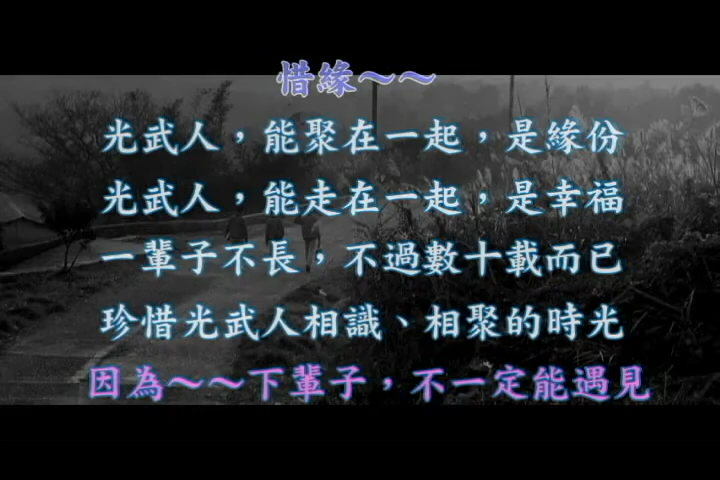 惜緣～～
光武人，能聚在一起，是緣份
光武人，能走在一起，是幸福
一輩子不長，不過數十載而已
珍惜光武人相識、相聚的時光
因為～～下輩子，不一定能遇見